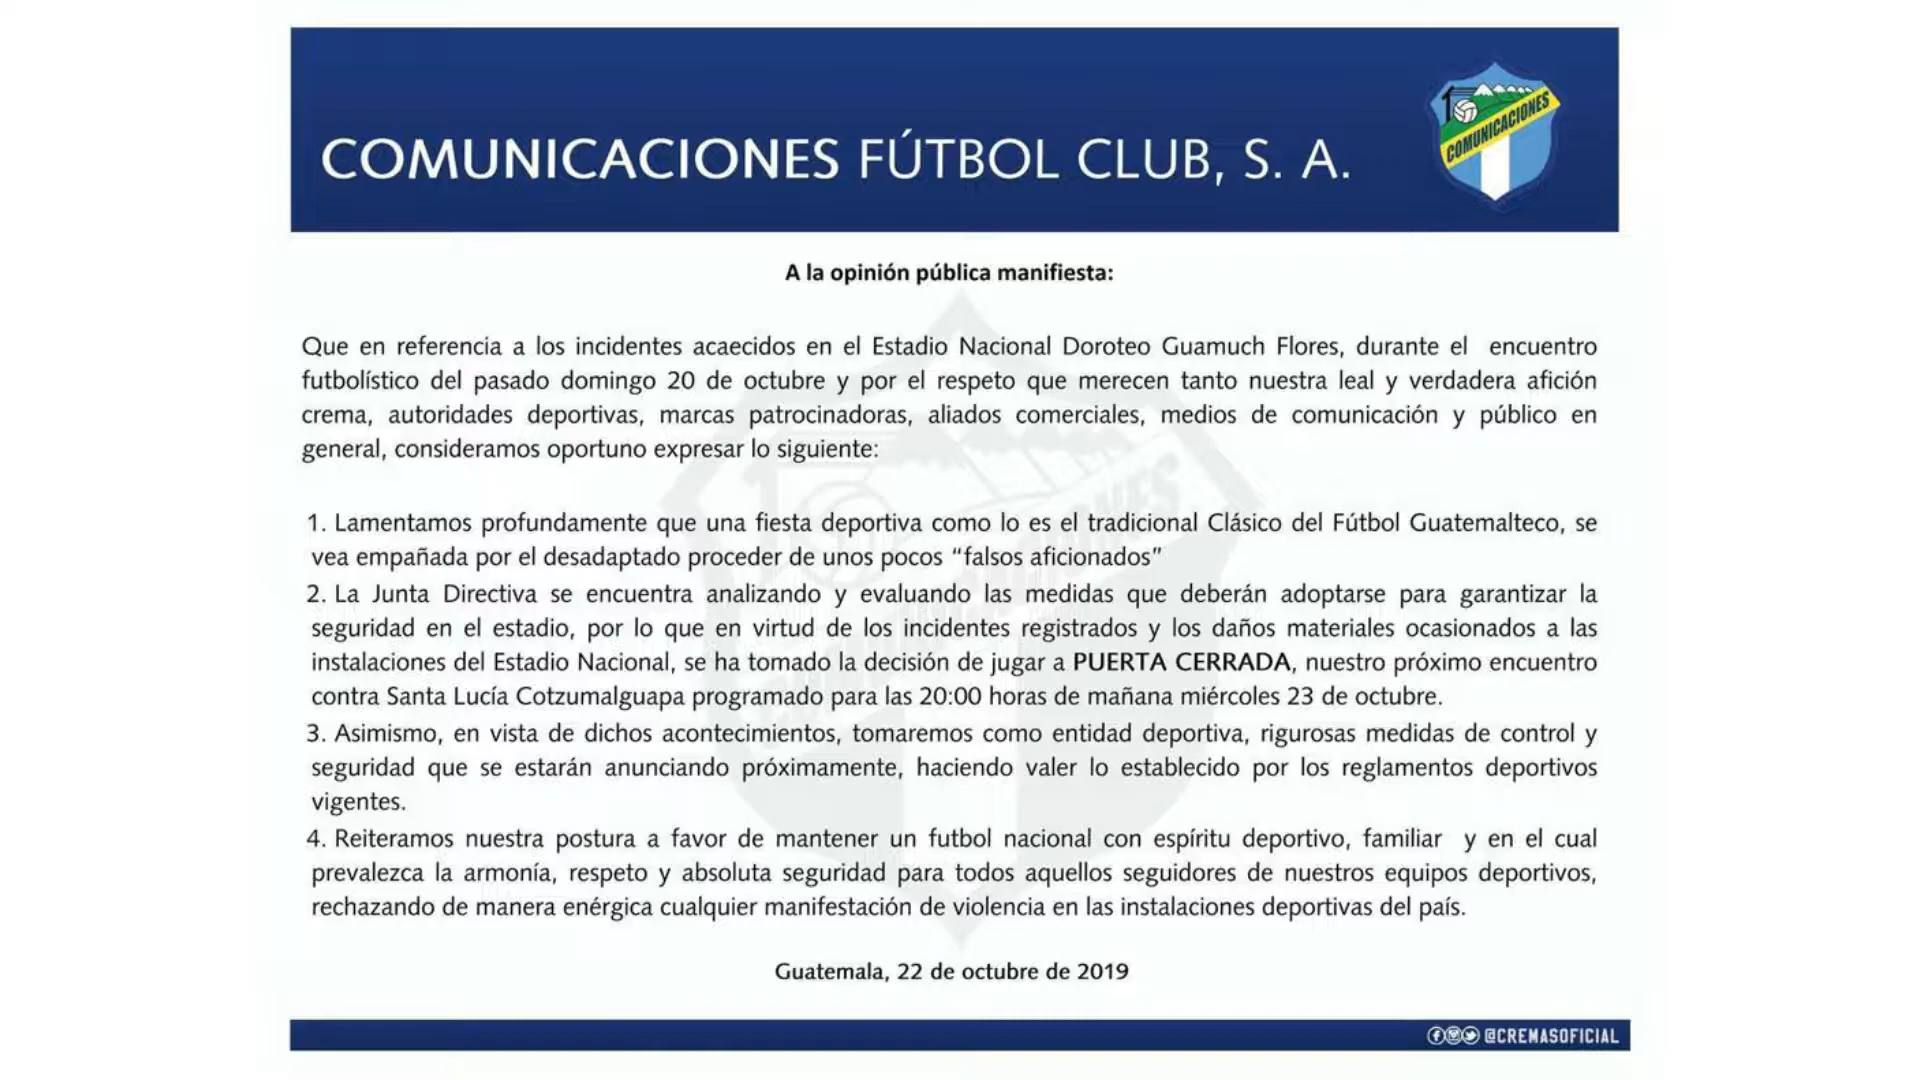 COMUNICACIONES FÚTBOL CLUB, S. A.
COMUNICACIONES
A la opinión pública manifiesta:
Que en referencia a los incidentes acaecidos en el Estadio Nacional Doroteo Guamuch Flores, durante el encuentro
futbolístico del pasado domingo 20 de octubre y por el respeto que merecen tanto nuestra leal y verdadera afición
crema, autoridades deportivas, marcas patrocinadoras, aliados comerciales, medios de comunicación y público en
general, consideramos oportuno expresar lo siguiente:
1. Lamentamos profundamente que una fiesta deportiva como lo es el tradicional Clásico del Fútbol Guatemalteco, se
vea empañada por el desadaptado proceder de unos pocos “falsos aficionados”
2. La Junta Directiva se encuentra analizando y evaluando las medidas que deberán adoptarse para garantizar la
seguridad en el estadio, por lo que en virtud de los incidentes registrados y los daños materiales ocasionados a las
instalaciones del Estadio Nacional, se ha tomado la decisión de jugar a PUERTA CERRADA, nuestro próximo encuentro
contra Santa Lucía Cotzumalguapa programado para las 20:00 horas de mañana miércoles 23 de octubre.
3. Asimismo, en vista de dichos acontecimientos, tomaremos como entidad deportiva, rigurosas medidas de control y
seguridad que se estarán anunciando próximamente, haciendo valer lo establecido por los reglamentos deportivos
vigentes.
4. Reiteramos nuestra postura a favor de mantener un futbol nacional con espíritu deportivo, familiar y en el cual
prevalezca la armonía, respeto y absoluta seguridad para todos aquellos seguidores de nuestros equipos deportivos,
rechazando de manera enérgica cualquier manifestación de violencia en las instalaciones deportivas del país.
Guatemala, 22 de octubre de 2019
@CREMASOFICIAL